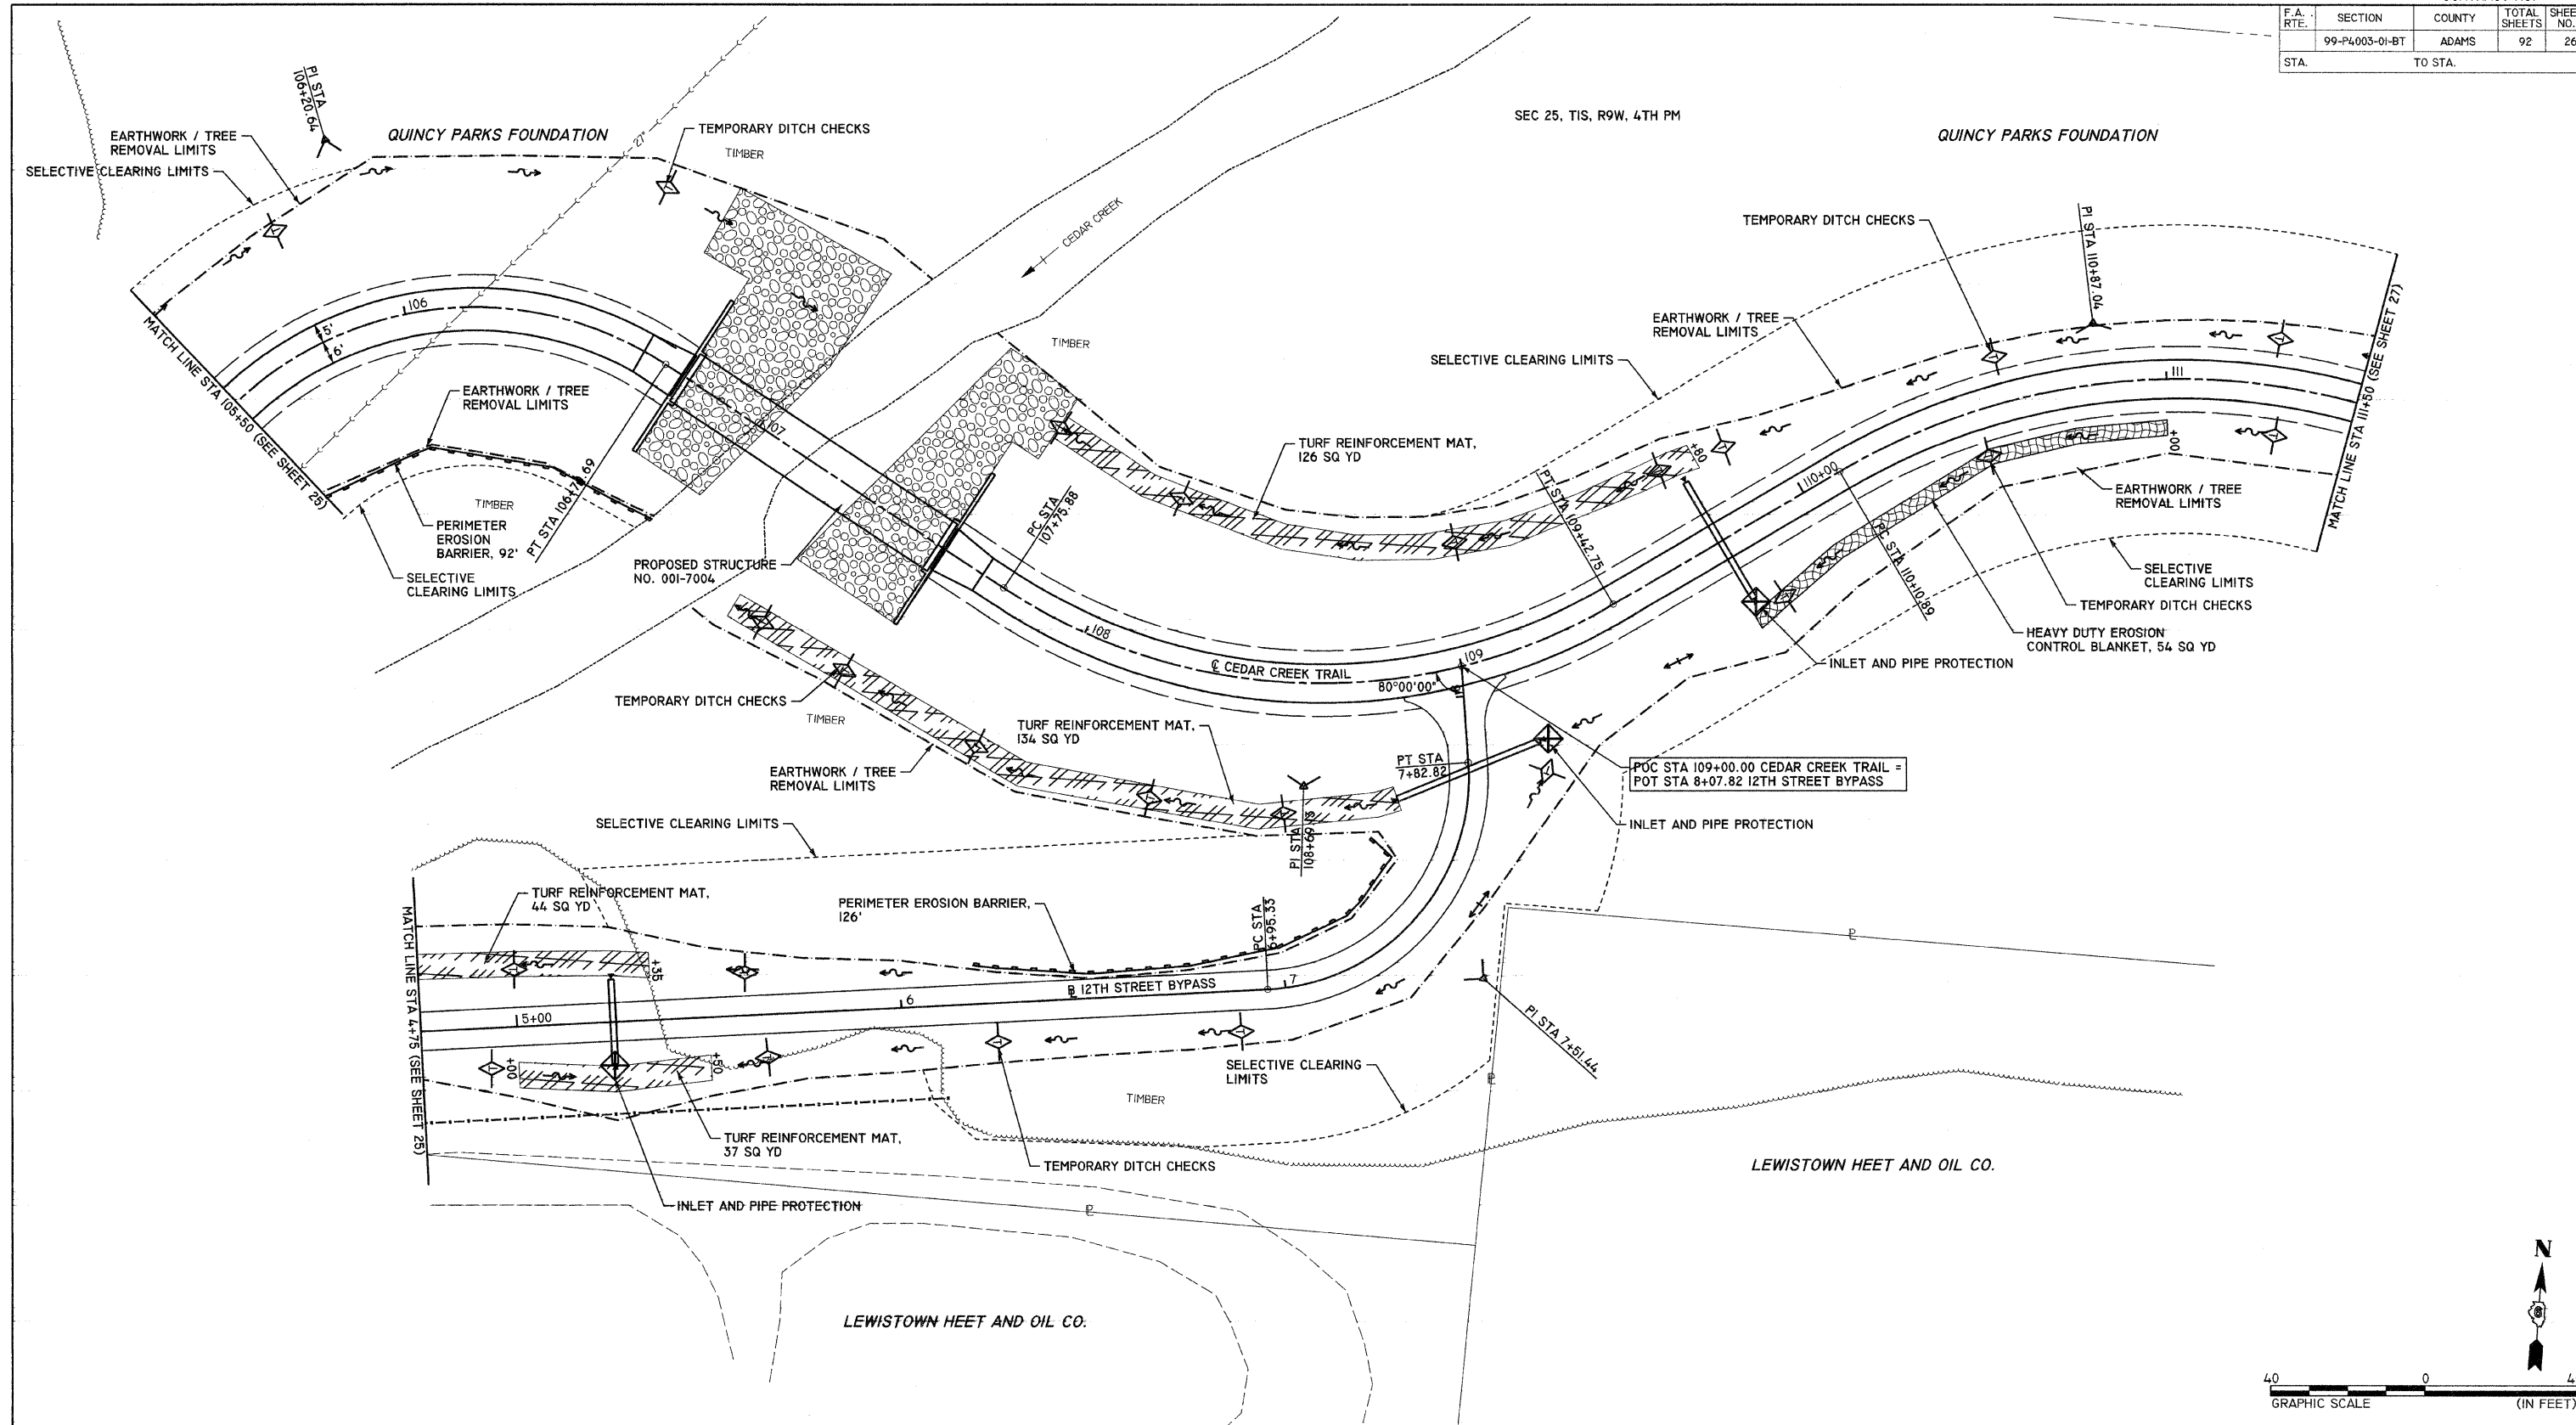 F.A. RTE.
SECTION
COUNTY
TOTAL SHEETS
99-P4003-01-BT
ADAMS
92
26
STA.
TO STA.
PI STA
106+20.64
EARTHWORK / TREE
REMOVAL LIMITS
SELECTIVE CLEARING LIMITS
QUINCY PARKS FOUNDATION
27"
TEMPORARY DITCH CHECKS
TIMBER
CEDAR CREEK
SEC 25, T1S, R9W, 4TH PM
QUINCY PARKS FOUNDATION
TEMPORARY DITCH CHECKS
PI STA 110+87.04
EARTHWORK / TREE
REMOVAL LIMITS
SELECTIVE CLEARING LIMITS
MATCH LINE STA 111+50 (SEE SHEET 27)
MATCH LINE STA 105+50 (SEE SHEET 25)
106
5'
6'
EARTHWORK / TREE
REMOVAL LIMITS
TIMBER
111
107
TURF REINFORCEMENT MAT,
126 SQ YD
+80
PT STA 109+42.75
110+00
+00
EARTHWORK / TREE
REMOVAL LIMITS
TIMBER
PERIMETER
EROSION
BARRIER, 92'
SELECTIVE
CLEARING LIMITS
PC STA
107+75.88
PROPOSED STRUCTURE
NO. 001-7004
PC STA 110+10.89
SELECTIVE
CLEARING LIMITS
TEMPORARY DITCH CHECKS
HEAVY DUTY EROSION
CONTROL BLANKET, 54 SQ YD
INLET AND PIPE PROTECTION
108
℄ CEDAR CREEK TRAIL
109
80°00'00"
TEMPORARY DITCH CHECKS
TIMBER
TURF REINFORCEMENT MAT,
134 SQ YD
EARTHWORK / TREE
REMOVAL LIMITS
PT STA
7+82.82
POC STA 109+00.00 CEDAR CREEK TRAIL =
POT STA 8+07.82 12TH STREET BYPASS
INLET AND PIPE PROTECTION
SELECTIVE CLEARING LIMITS
PI STA
TURF REINFORCEMENT MAT,
44 SQ YD
PERIMETER EROSION BARRIER,
126'
PC STA
6+95.33
MATCH LINE STA 4+75 (SEE SHEET 25)
+35
5+00
6
12TH STREET BYPASS
7
PI STA 7+51.44
+00
+50
SELECTIVE CLEARING
LIMITS
TIMBER
TURF REINFORCEMENT MAT,
37 SQ YD
TEMPORARY DITCH CHECKS
INLET AND PIPE PROTECTION
LEWISTOWN HEET AND OIL CO.
LEWISTOWN HEET AND OIL CO.
N
40
0
GRAPHIC SCALE
(IN FEET)